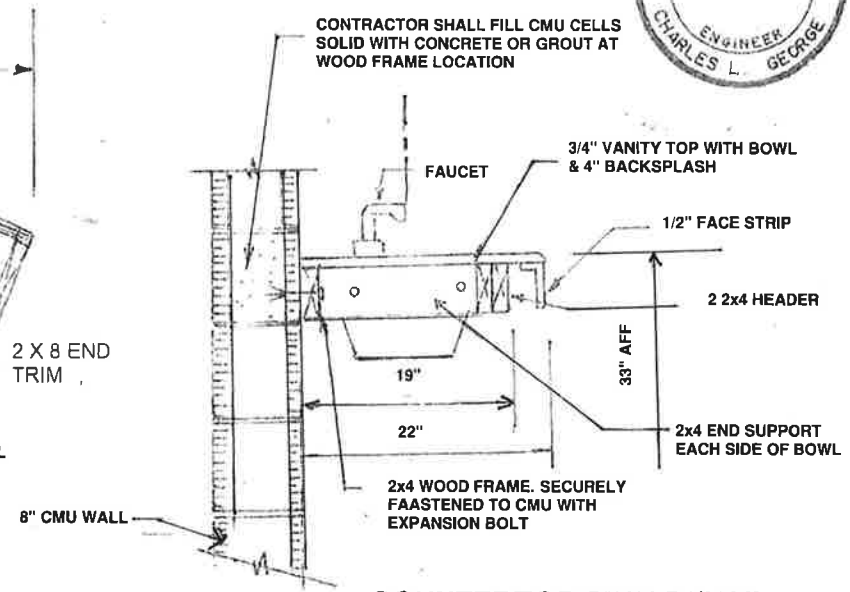 CONTRACTOR SHALL FILL CMU CELLS
SOLID WITH CONCRETE OR GROUT AT
WOOD FRAME LOCATION
ENGINEER
CHARLES L. GEORGE
3/4" VANITY TOP WITH BOWL
& 4" BACKSPLASH
FAUCET
1/2" FACE STRIP
2 2x4 HEADER
33" AFF
2 X 8 END
TRIM
19"
22"
2x4 END SUPPORT
EACH SIDE OF BOWL
2x4 WOOD FRAME. SECURELY
FAASTENED TO CMU WITH
EXPANSION BOLT
8" CMU WALL